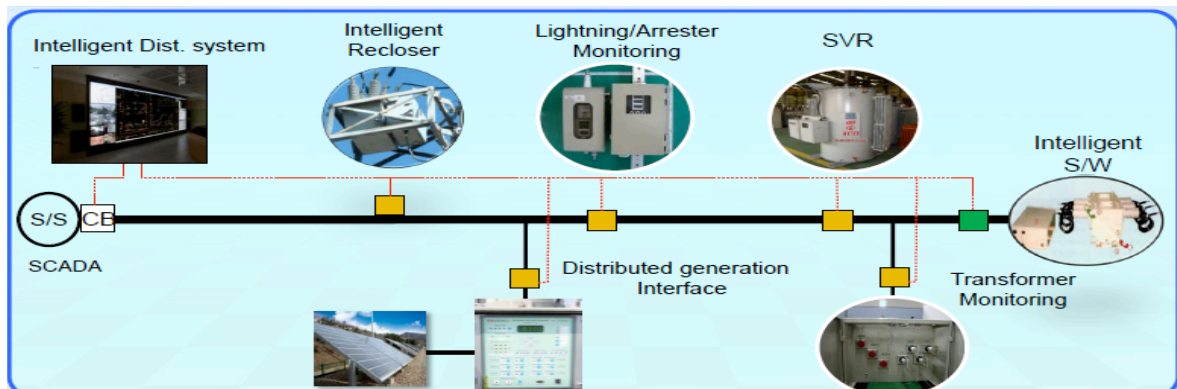 Intelligent Dist. system
Intelligent
Recloser
Lightning/Arrester
Monitoring
SVR
Intelligent
S/W
S/S
CB
SCADA
Distributed generation
Interface
Transformer
Monitoring